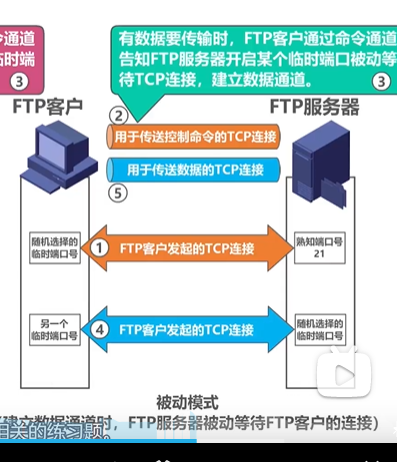 令通道
临时端
③
有数据要传输时，FTP客户通过命令通道
告知FTP服务器开启某个临时端口被动等
待TCP连接，建立数据通道。
③
FTP客户
FTP服务器
②
用于传送控制命令的TCP连接
用于传送数据的TCP连接
⑤
随机选择的
临时端口号
①
FTP客户发起的TCP连接
熟知端口号
21
另一个
临时端口号
④
FTP客户发起的TCP连接
随机选择的
临时端口号
被动模式
（建立数据通道时，FTP服务器被动等待FTP客户的连接）
相关的练习题。